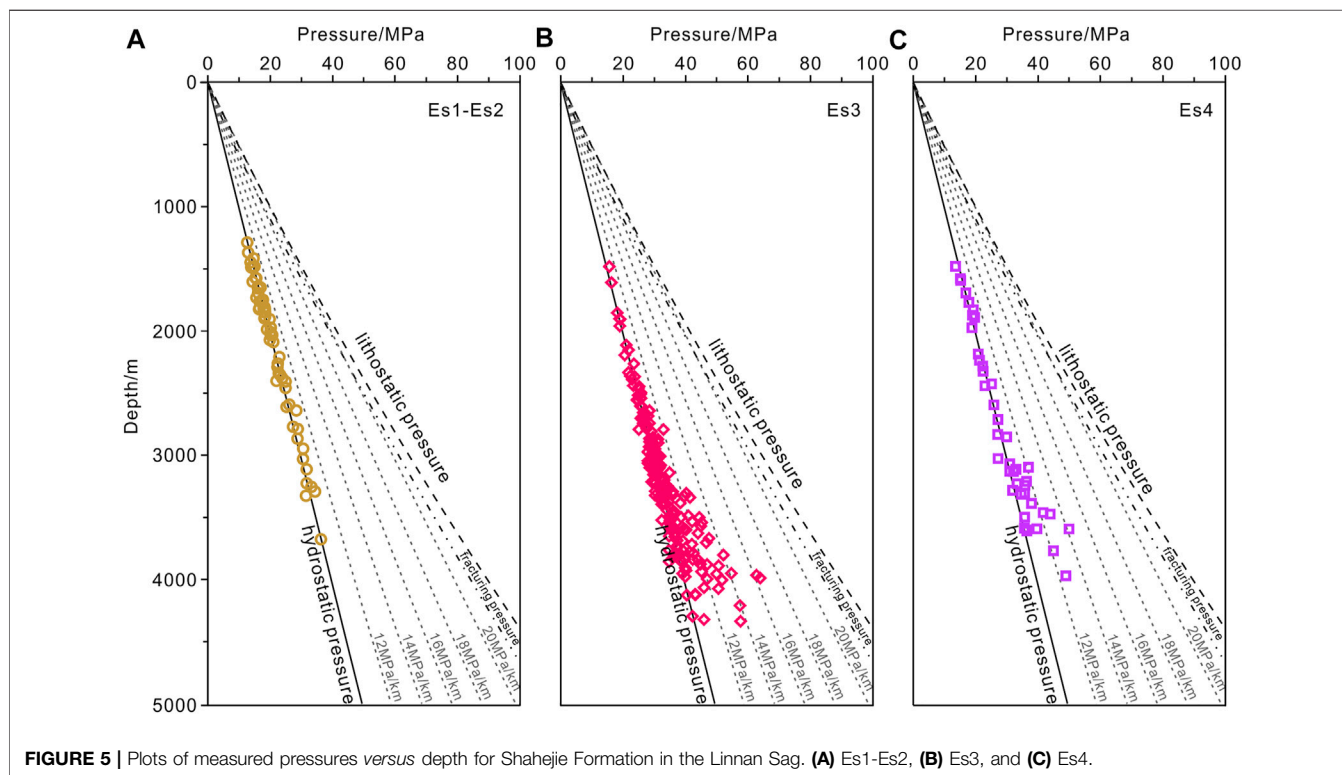 A Pressure/MPa
0 20 40 60 80 100
B Pressure/MPa
0 20 40 60 80 100
C Pressure/MPa
0 20 40 60 80 100
Depth/m
0
1000
2000
3000
4000
5000
Es1-Es2
lithostatic pressure
fracturing pressure
hydrostatic pressure
12MPa/km
14MPa/km
16MPa/km
18MPa/km
20MPa/km
Es3
lithostatic pressure
fracturing pressure
hydrostatic pressure
12MPa/km
14MPa/km
16MPa/km
18MPa/km
20MPa/km
Es4
lithostatic pressure
fracturing pressure
hydrostatic pressure
12MPa/km
14MPa/km
16MPa/km
18MPa/km
20MPa/km
FIGURE 5 | Plots of measured pressures versus depth for Shahejie Formation in the Linnan Sag. (A) Es1-Es2, (B) Es3, and (C) Es4.